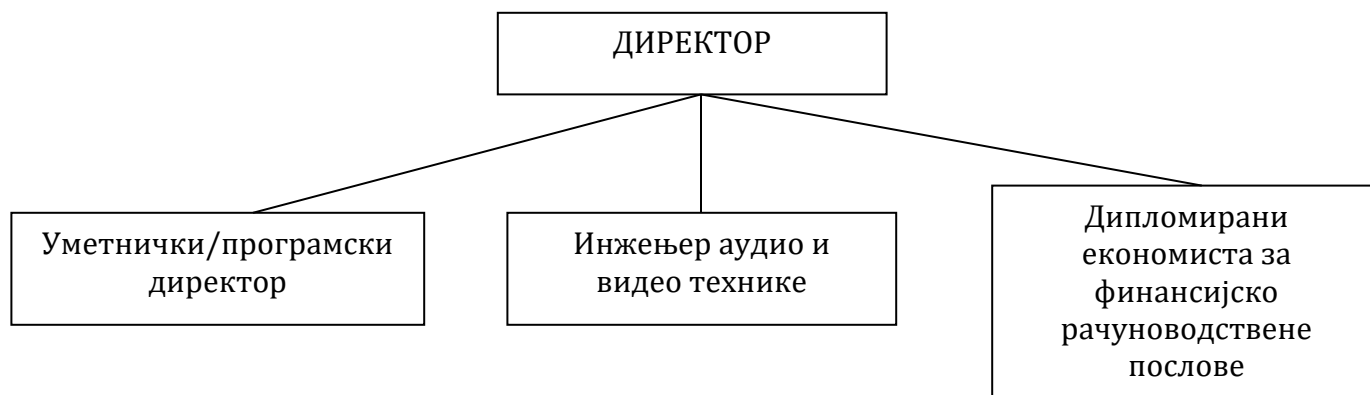 ДИРЕКТОР
Уметнички/програмски
директор
Инжењер аудио и
видео технике
Дипломирани
економиста за
финансијско
рачуноводствене
послове